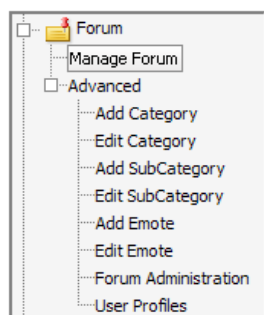 Forum
Manage Forum
Advanced
Add Category
Edit Category
Add SubCategory
Edit SubCategory
Add Emote
Edit Emote
Forum Administration
User Profiles